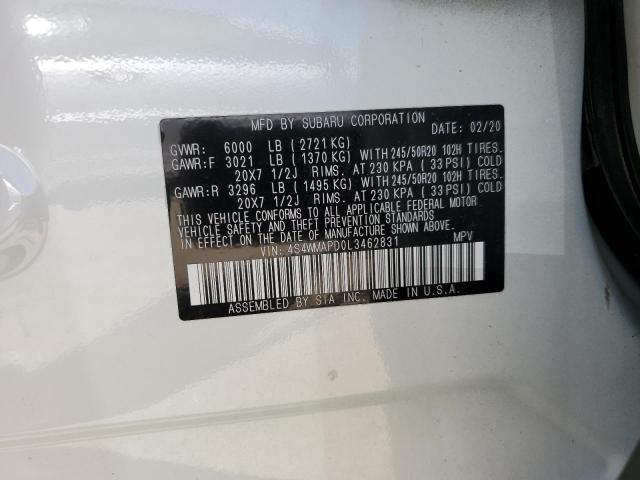 MFD BY SUBARU CORPORATION DATE: 02/20
GVWR: 6000 LB (2721 KG)
GAWR:F 3021 LB (1370 KG) WITH 245/50R20 102H TIRES.
20X7 1/2J RIMS. AT 230 KPA (33 PSI) COLD
GAWR:R 3296 LB (1495 KG) WITH 245/50R20 102H TIRES.
20X7 1/2J RIMS. AT 230 KPA (33 PSI) COLD
THIS VEHICLE CONFORMS TO ALL APPLICABLE FEDERAL MOTOR
VEHICLE SAFETY AND THEFT PREVENTION STANDARDS
IN EFFECT ON THE DATE OF MANUFACTURE SHOWN ABOVE.
VIN: 4S4WMAPD0L3462831 MPV
ASSEMBLED BY SIA INC. MADE IN U.S.A.